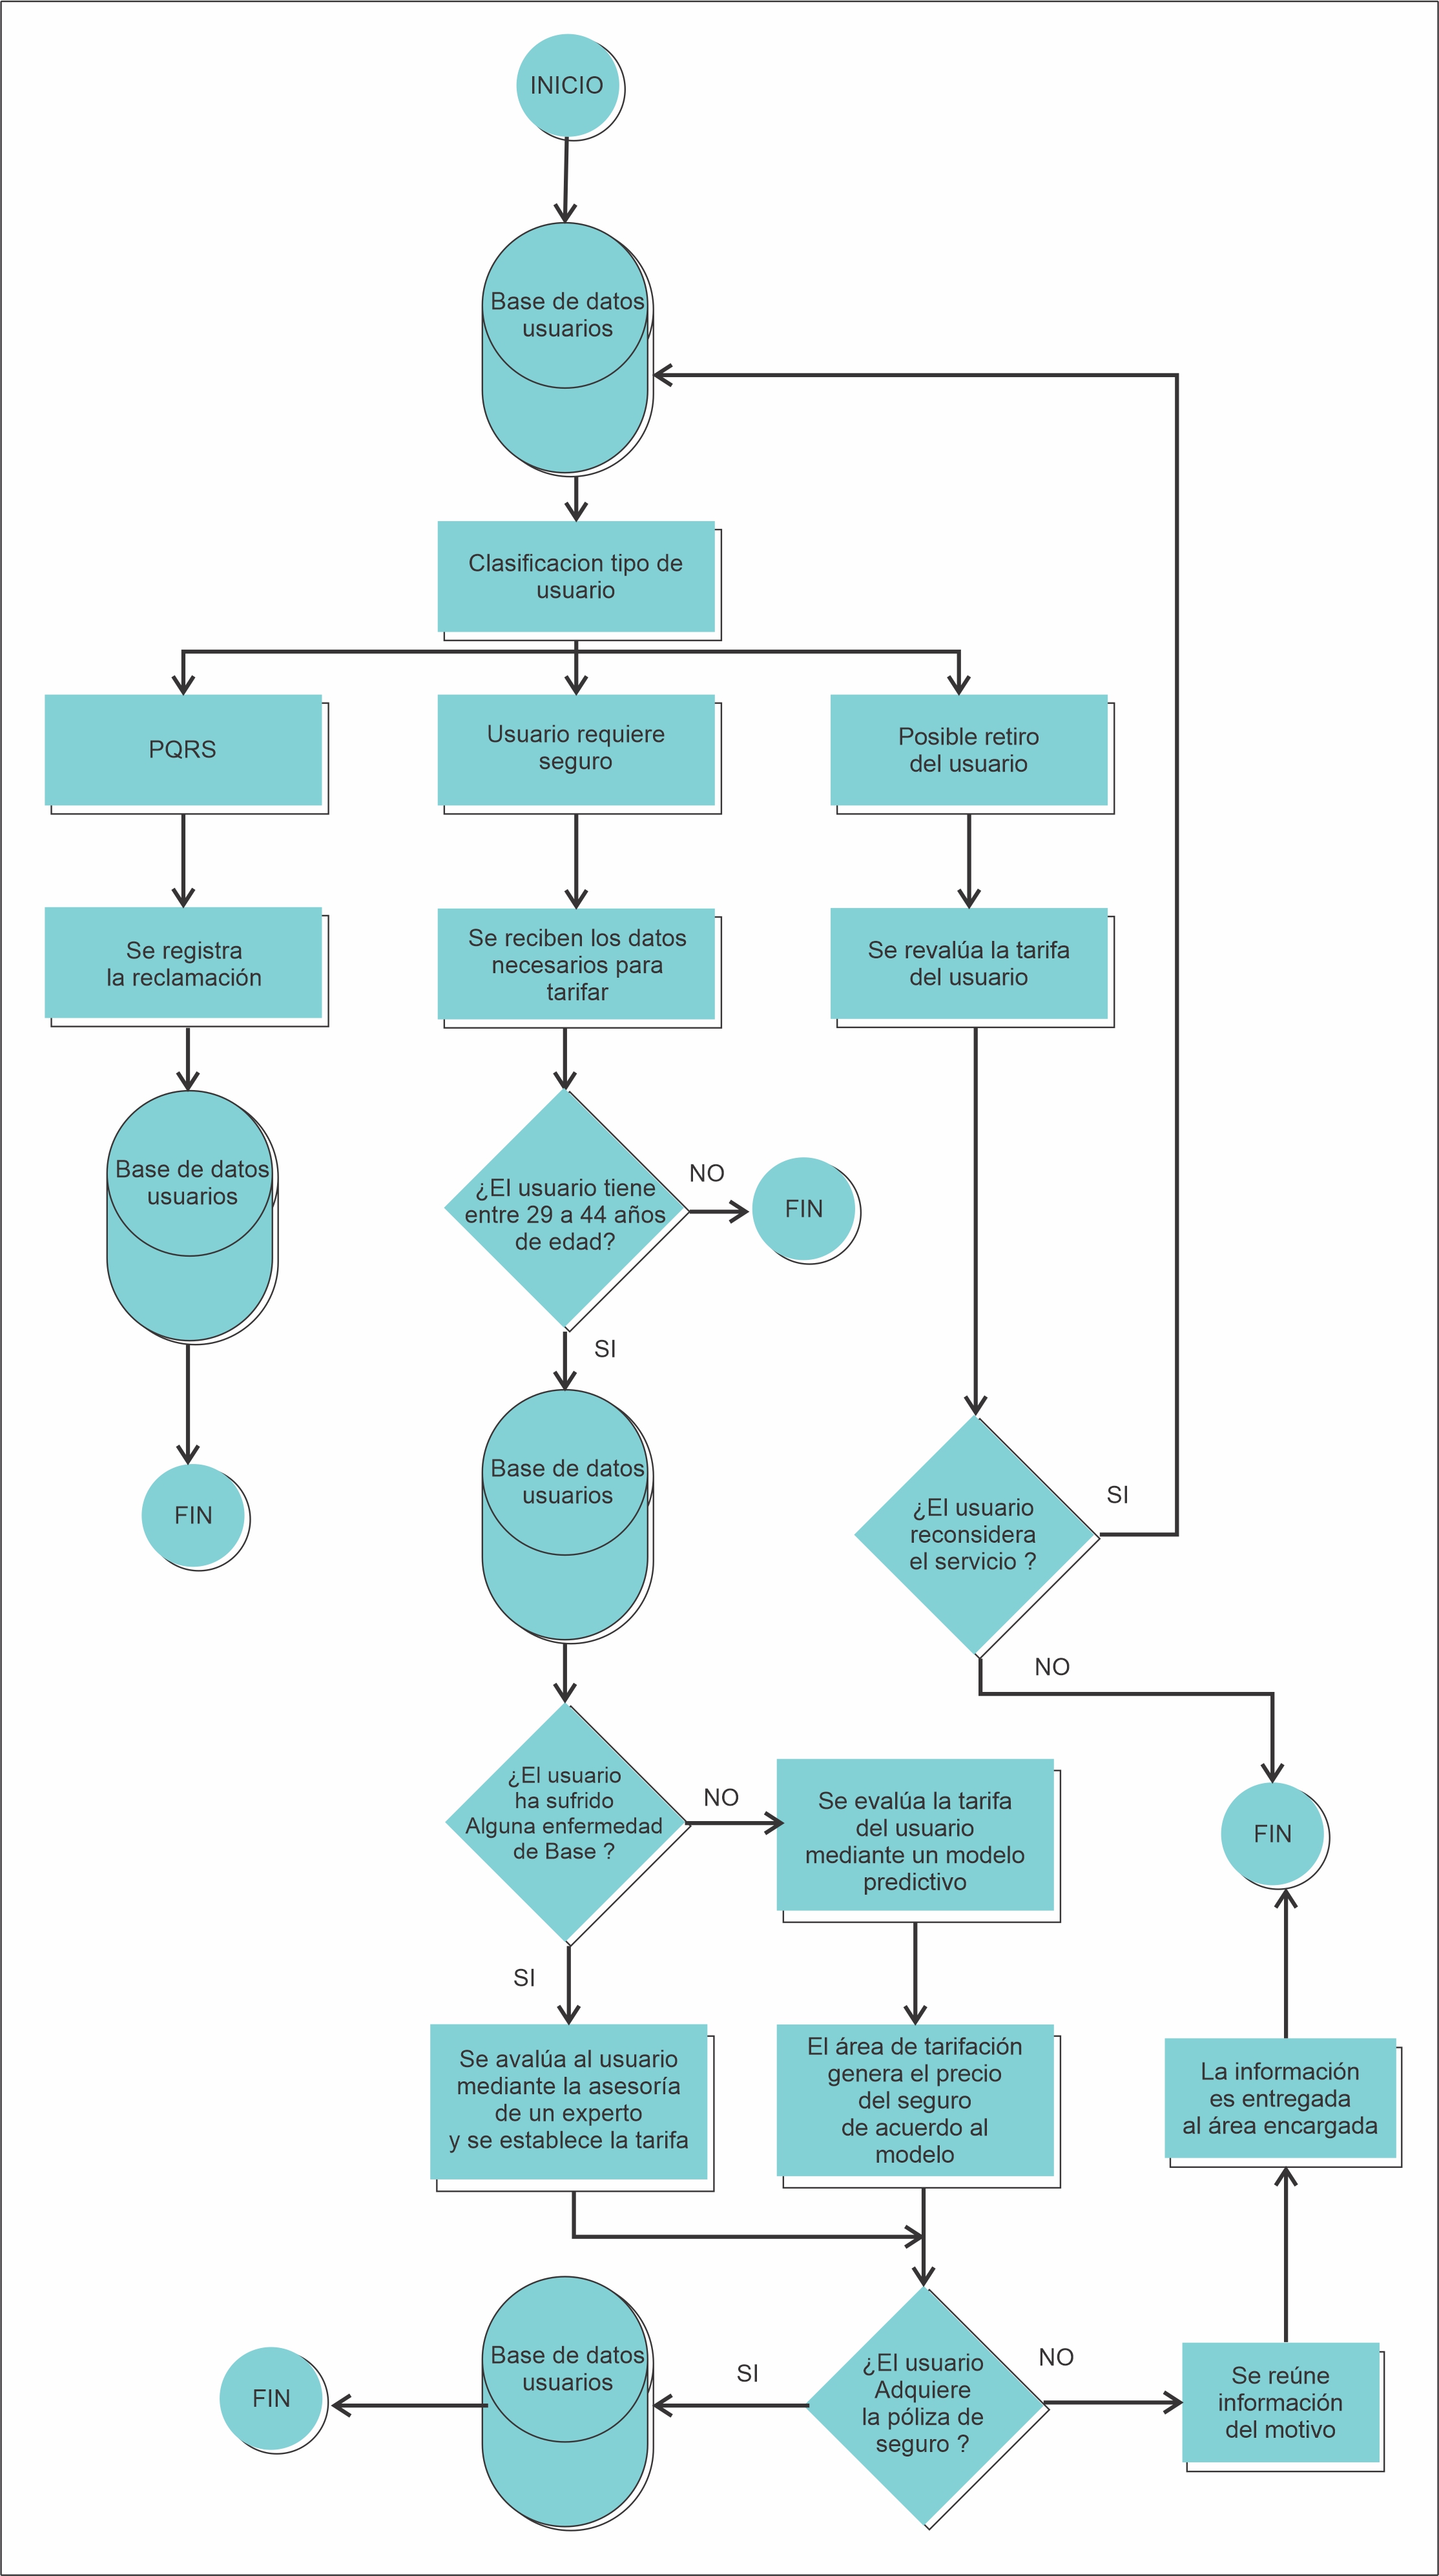 INICIO
Base de datos
usuarios
Clasificacion tipo de
usuario
PQRS
Usuario requiere
seguro
Posible retiro
del usuario
Se registra
la reclamación
Se reciben los datos
necesarios para
tarifar
Se revalúa la tarifa
del usuario
Base de datos
usuarios
¿El usuario tiene
entre 29 a 44 años
de edad?
NO
FIN
SI
FIN
Base de datos
usuarios
¿El usuario
reconsidera
el servicio ?
SI
NO
¿El usuario
ha sufrido
Alguna enfermedad
de Base ?
NO
Se evalúa la tarifa
del usuario
mediante un modelo
predictivo
FIN
SI
Se avalúa al usuario
mediante la asesoría
de un experto
y se establece la tarifa
El área de tarifación
genera el precio
del seguro
de acuerdo al
modelo
La información
es entregada
al área encargada
FIN
Base de datos
usuarios
SI
¿El usuario
Adquiere
la póliza de
seguro ?
NO
Se reúne
información
del motivo